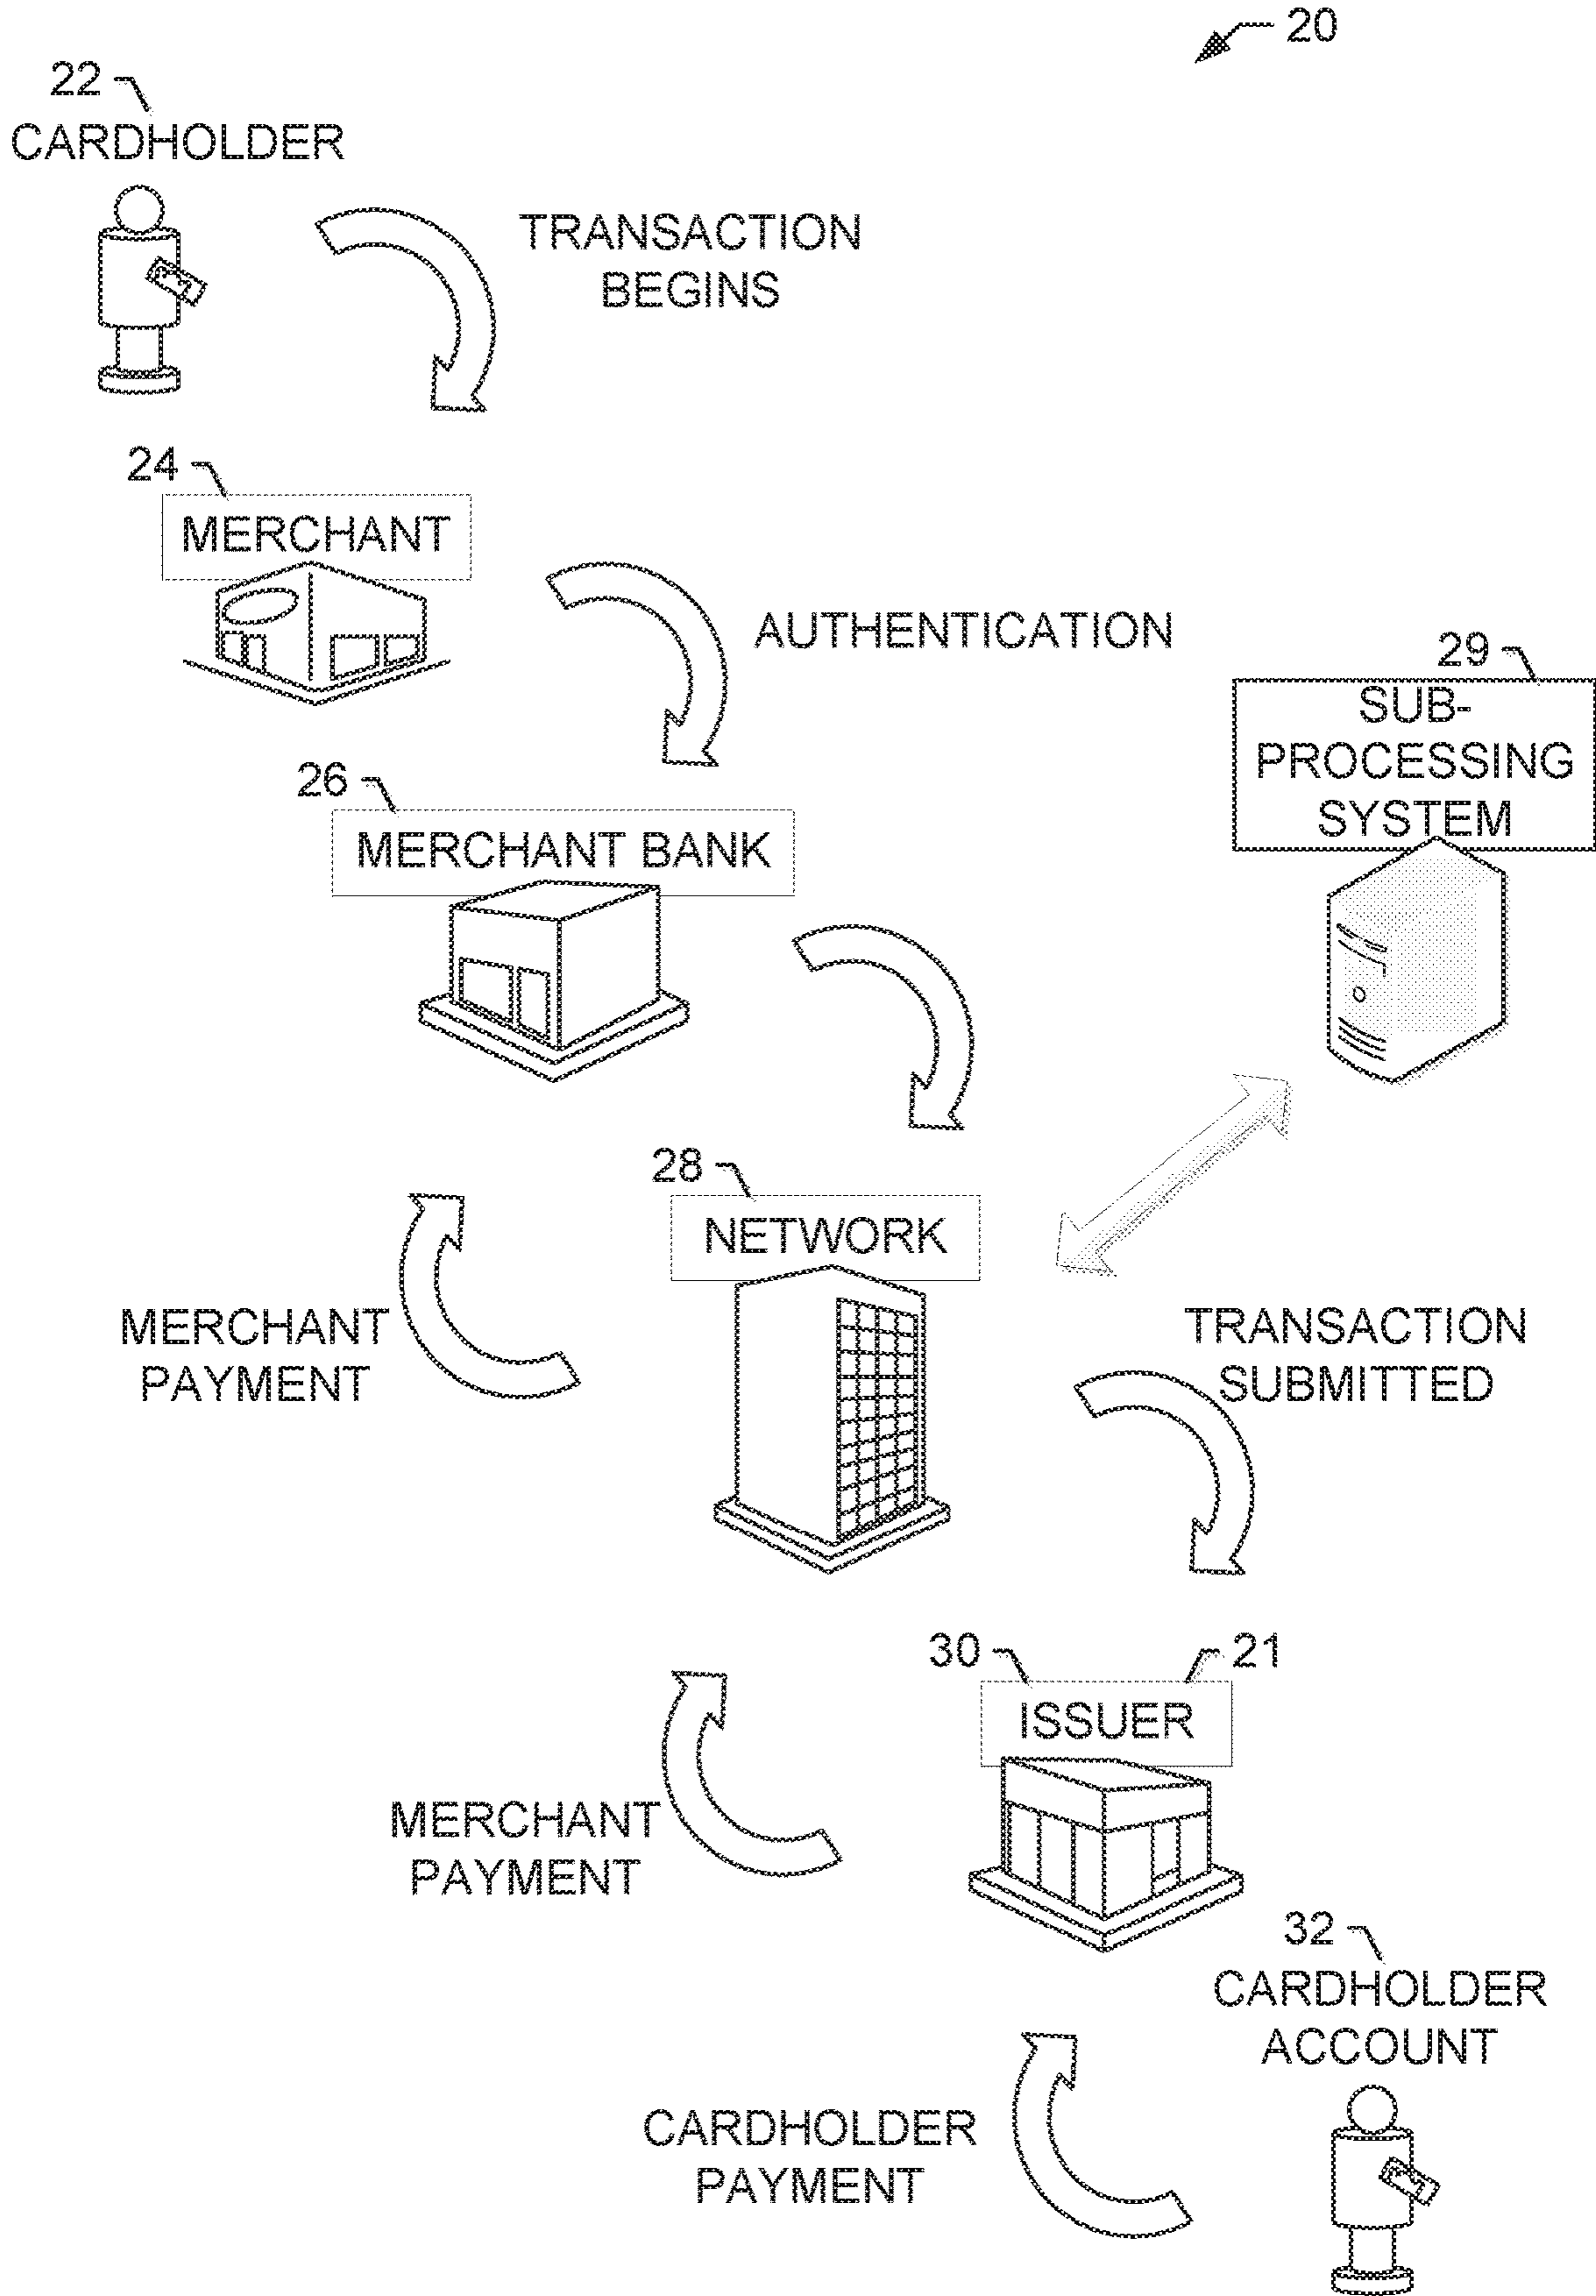 20
22
CARDHOLDER
TRANSACTION
BEGINS
24
MERCHANT
AUTHENTICATION
29
SUB-
PROCESSING
SYSTEM
26
MERCHANT BANK
28
NETWORK
MERCHANT
PAYMENT
TRANSACTION
SUBMITTED
30
21
ISSUER
MERCHANT
PAYMENT
32
CARDHOLDER
ACCOUNT
CARDHOLDER
PAYMENT